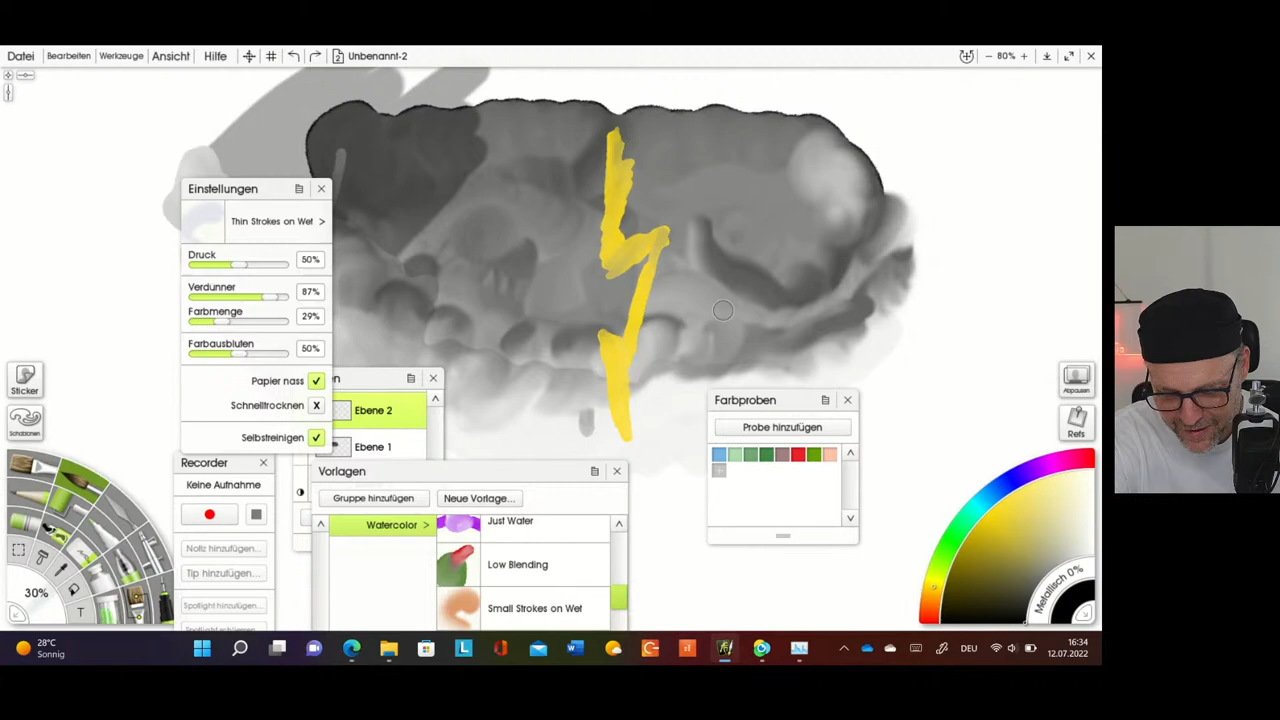 Datei Bearbeiten Werkzeuge Ansicht Hilfe 2 Unbenannt-2 80%
Einstellungen
Thin Strokes on Wet >
Druck 50%
Verdünner 87%
Farbmenge 29%
Farbausbluten 50%
Papier nass
Schnelltrocknen X
Selbstreinigen
Ebene 2
Ebene 1
Recorder
Keine Aufnahme
Notiz hinzufügen...
Tip hinzufügen...
Spotlight hinzufügen...
Vorlagen
Gruppe hinzufügen Neue Vorlage...
Watercolor >
Just Water
Low Blending
Small Strokes on Wet
Farbproben
Probe hinzufügen
Sticker
Schablonen
30%
T
Abpausen
Refs
Metallisch 0%
28°C
Sonnig
DEU
16:34
12.07.2022